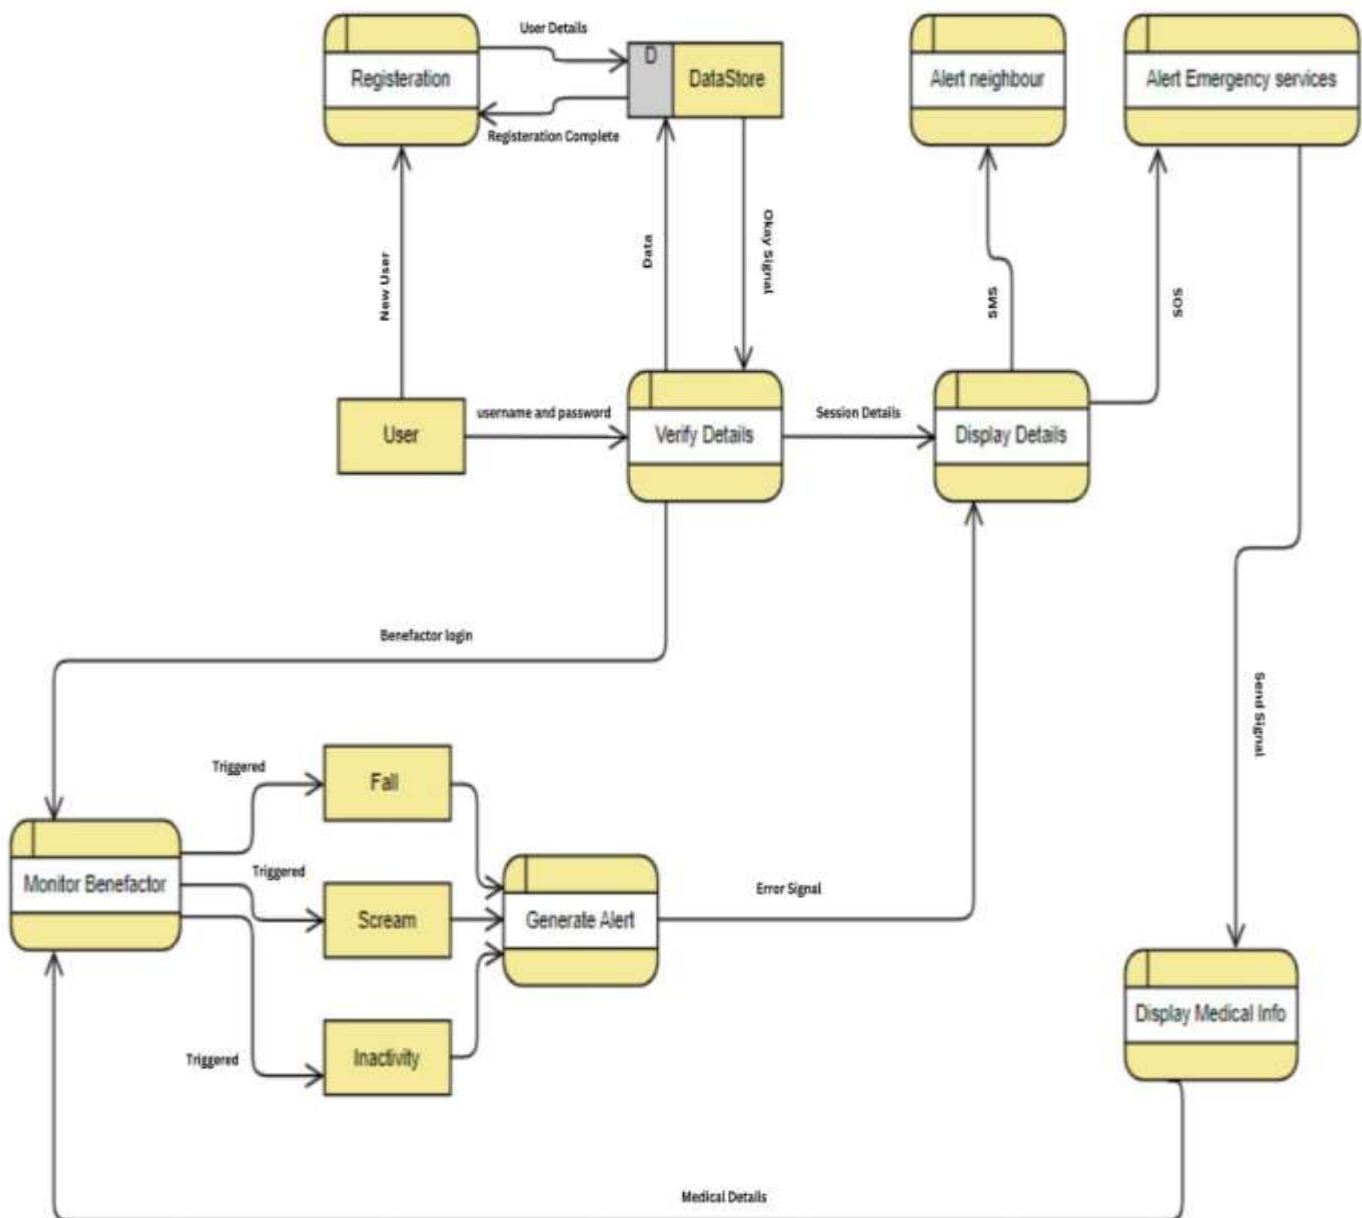 User Details
D
Registeration
DataStore
Alert neighbour
Alert Emergency services
Registeration Complete
New User
Data
Okay Signal
SMS
SOS
User
username and password
Verify Details
Session Details
Display Details
Benefactor login
Send Signal
Triggered
Fall
Triggered
Monitor Benefactor
Scream
Generate Alert
Error Signal
Triggered
Inactivity
Display Medical Info
Medical Details